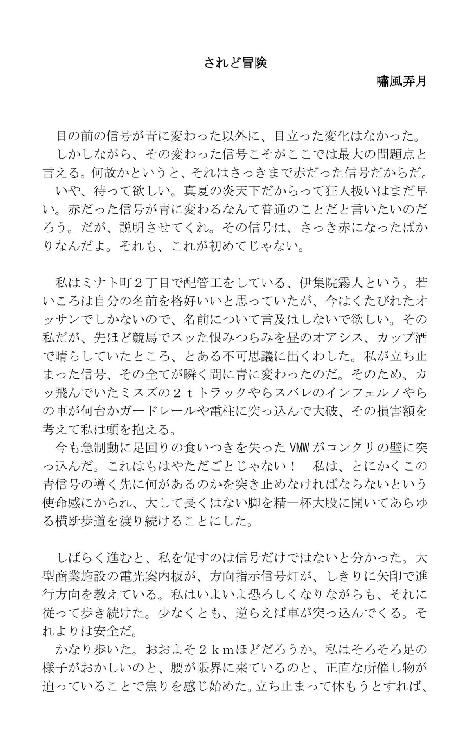 されど冒険
嘯風弄月
目の前の信号が青に変わった以外に、目立った変化はなかった。
しかしながら、その変わった信号こそがここでは最大の問題点と
言える。何故かというと、それはさっきまで赤だった信号だからだ。
いや、待って欲しい。真夏の炎天下だからって狂人扱いはまだ早
い。赤だった信号が青に変わるなんて普通のことだと言いたいのだ
ろう。だが、説明させてくれ。その信号は、さっき赤になったばか
りなんだよ。それも、これが初めてじゃない。
私はミナト町２丁目で配管工をしている、伊集院霧人という。若
いころは自分の名前を格好いいと思っていたが、今はくたびれたオ
ッサンでしかないので、名前について言及はしないで欲しい。その
私だが、先ほど競馬でスッた恨みつらみを昼のオアシス、カップ酒
で晴らしていたところ、とある不可思議に出くわした。私が立ち止
まった信号、その全てが瞬く間に青に変わったのだ。そのため、カ
ッ飛んでいたミスズの２ｔトラックやらスバレのインフェルノやら
の車が何台かガードレールや電柱に突っ込んで大破、その損害額を
考えて私は頭を抱える。
今も急制動に足回りの食いつきを失ったVMWがコンクリの壁に突
っ込んだ。これはもはやただごとじゃない！　私は、とにかくこの
青信号の導く先に何があるのかを突き止めなければならないという
使命感にかられ、大して長くはない脚を精一杯大股に開いてあらゆ
る横断歩道を渡り続けることにした。
しばらく進むと、私を促すのは信号だけではないと分かった。大
型商業施設の電光案内板が、方向指示信号灯が、しきりに矢印で進
行方向を教えている。私はいよいよ恐ろしくなりながらも、それに
従って歩き続けた。少なくとも、逆らえば車が突っ込んでくる。そ
れよりは安全だ。
かなり歩いた。おおよそ２ｋｍほどだろうか。私はそろそろ足の
様子がおかしいのと、腰が限界に来ているのと、正直な所催し物が
迫っていることで焦りを感じ始めた。立ち止まって休もうとすれば、